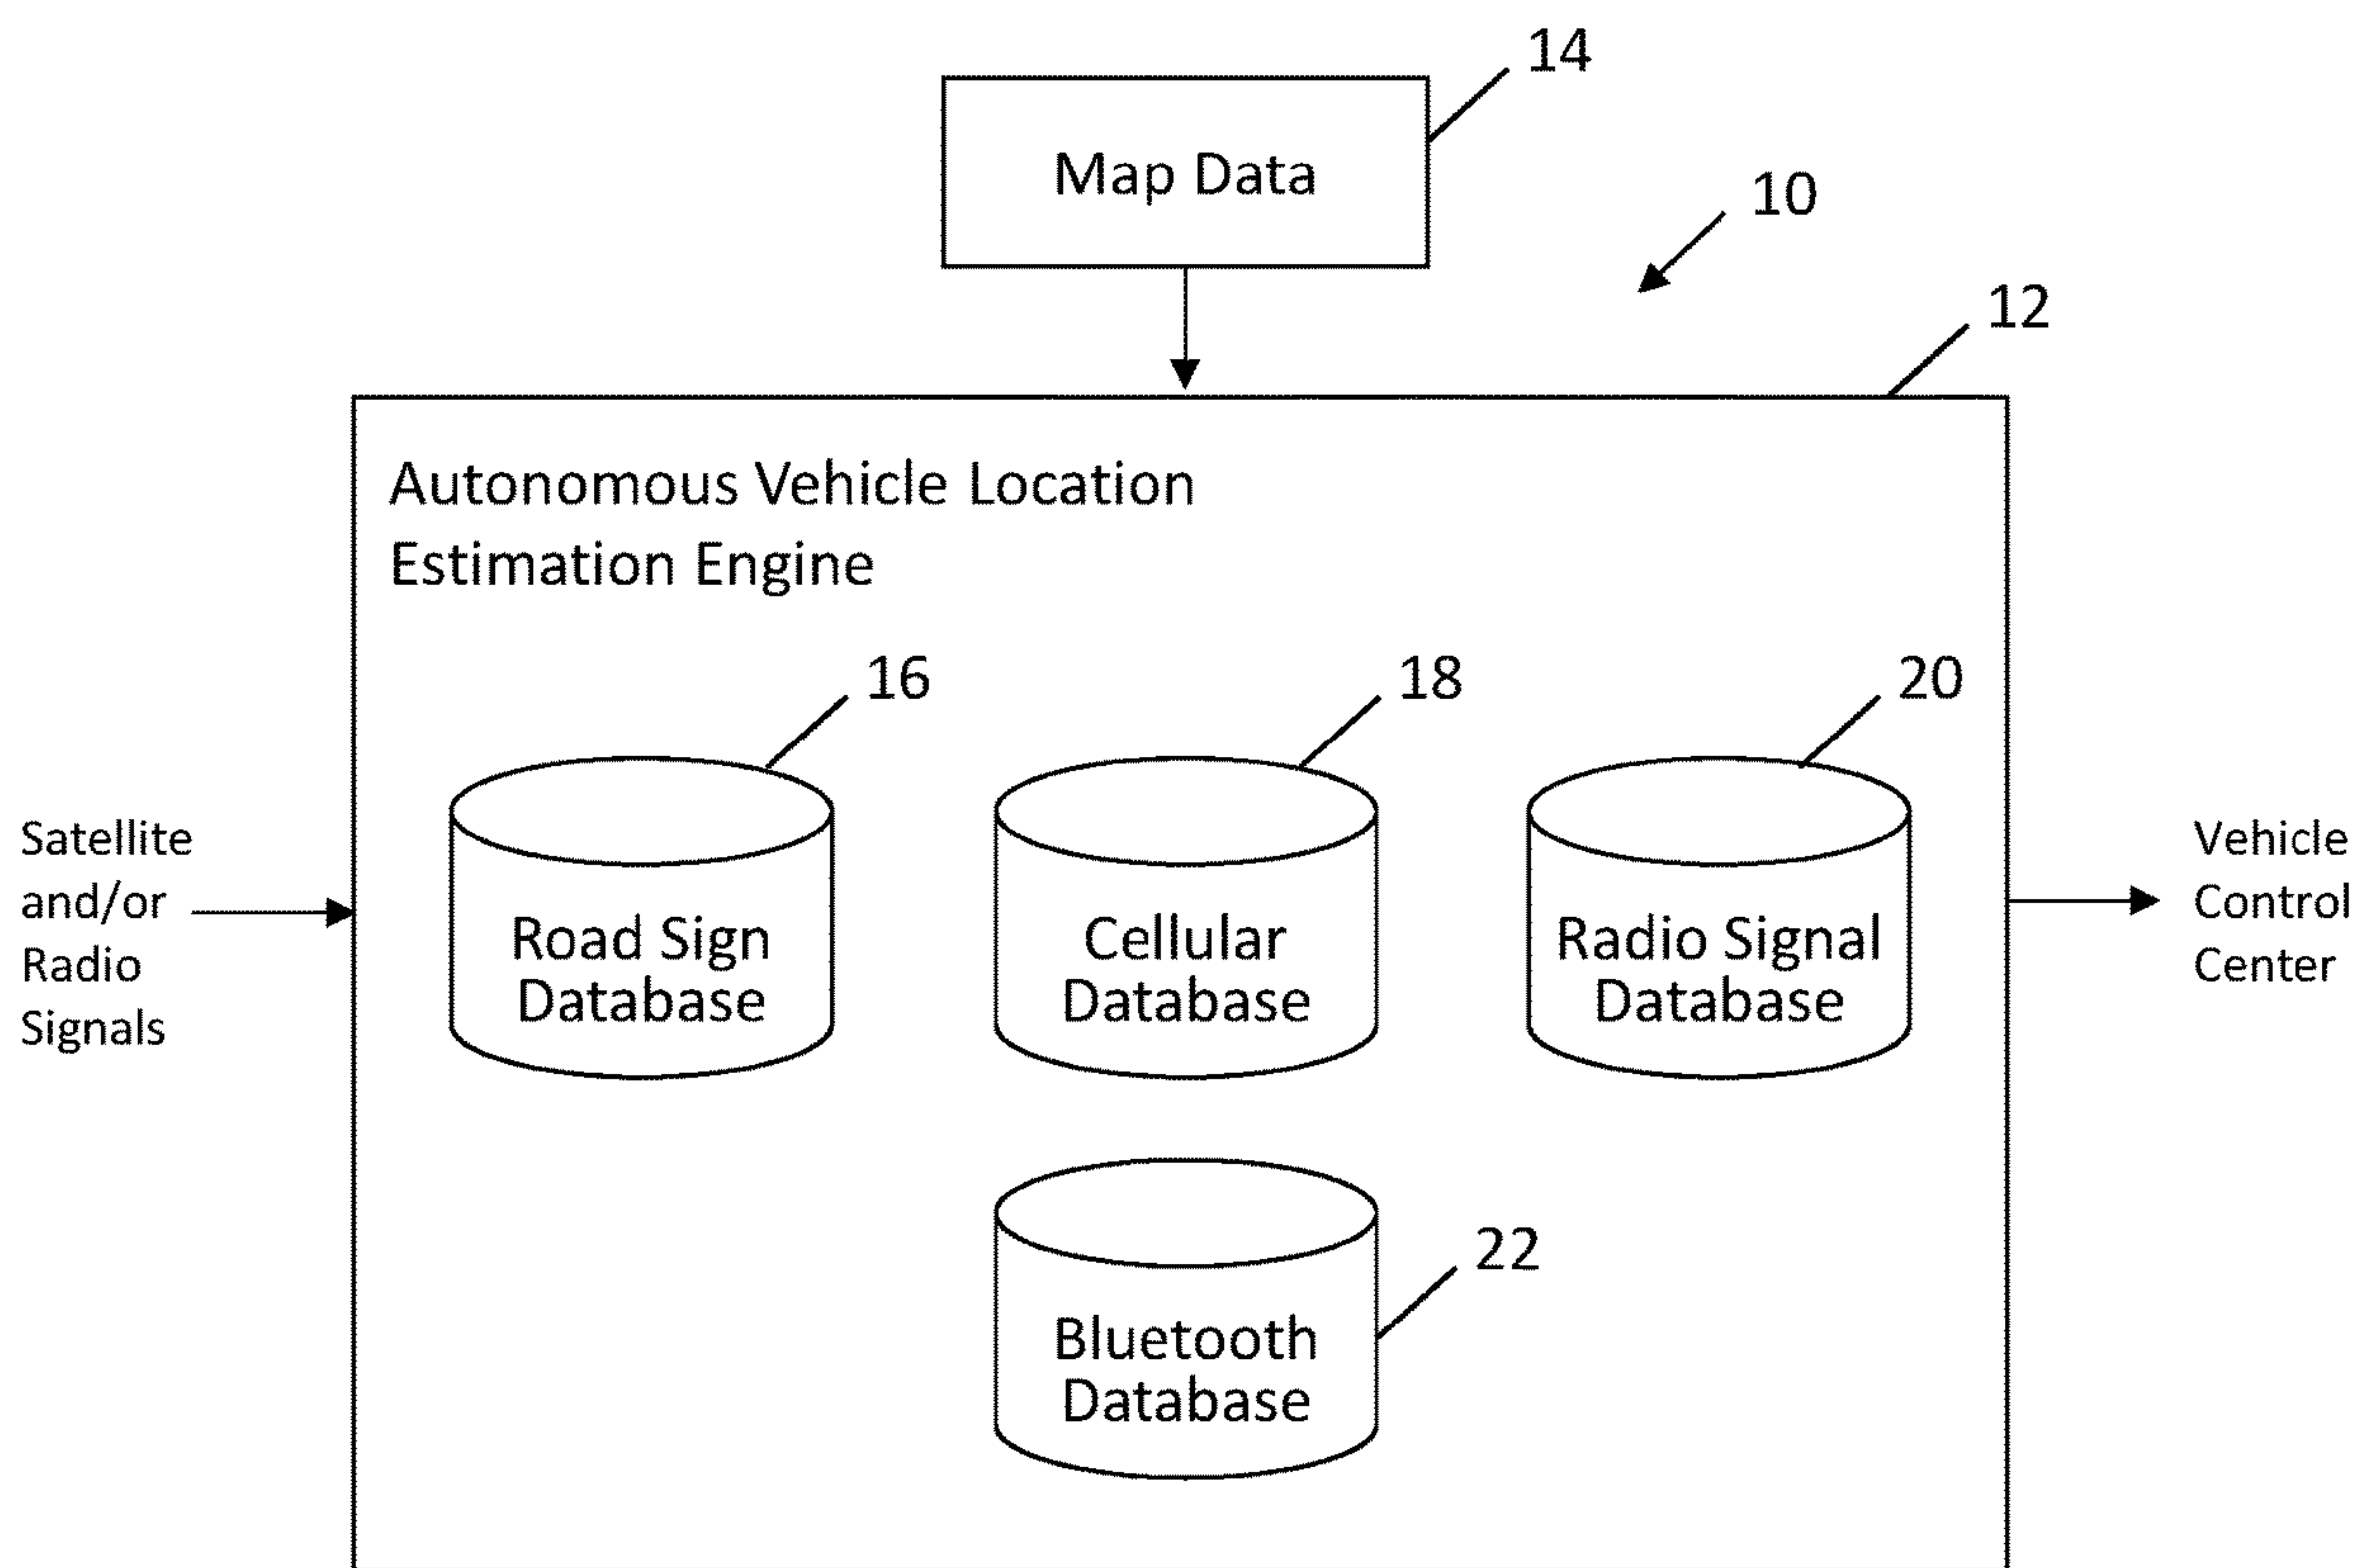 14
Map Data
10
12
Autonomous Vehicle Location
Estimation Engine
16
18
20
Satellite
and/or
Radio
Signals
Road Sign
Database
Cellular
Database
Radio Signal
Database
Vehicle
Control
Center
22
Bluetooth
Database